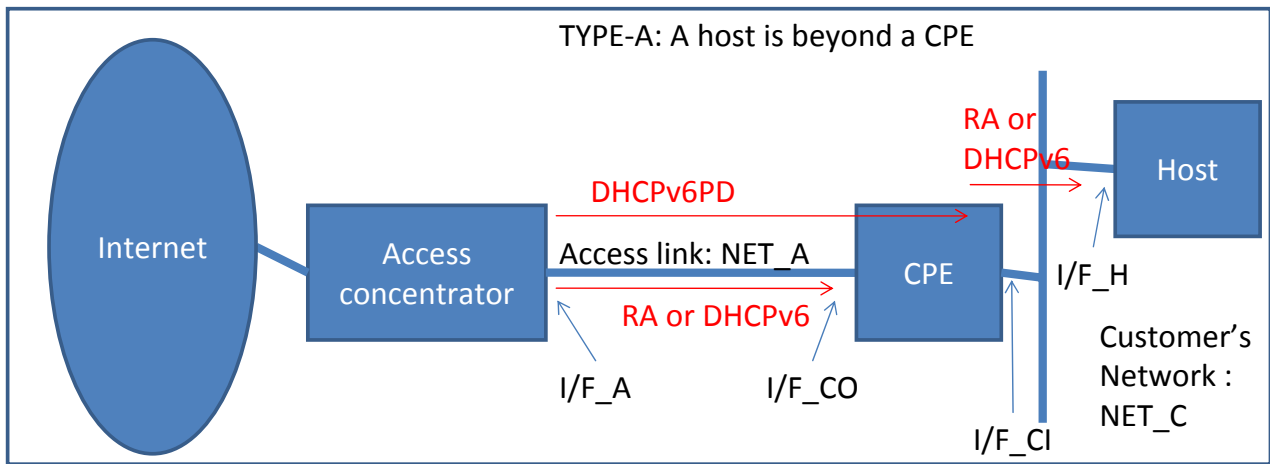 TYPE-A: A host is beyond a CPE
RA or
DHCPv6
Host
DHCPv6PD
Internet
Access
concentrator
Access link: NET_A
CPE
RA or DHCPv6
I/F_H
I/F_A
I/F_CO
I/F_CI
Customer’s
Network :
NET_C